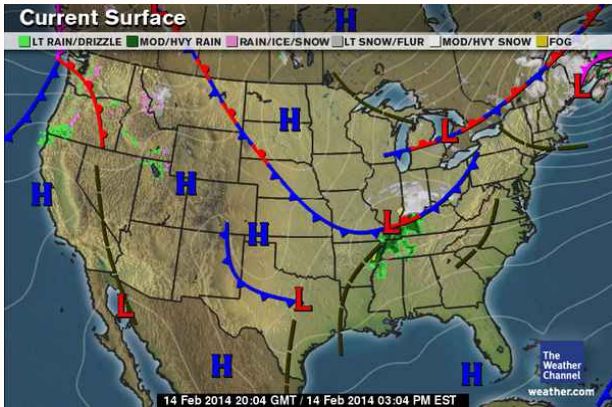 Current Surface
LT RAIN/DRIZZLE MOD/HVY RAIN RAIN/ICE/SNOW LT SNOW/FLUR MOD/HVY SNOW FOG
H
H
L
L
H
H
H
L
L
L
H
H
The
Weather
Channel
weather.com
14 Feb 2014 20:04 GMT / 14 Feb 2014 03:04 PM EST